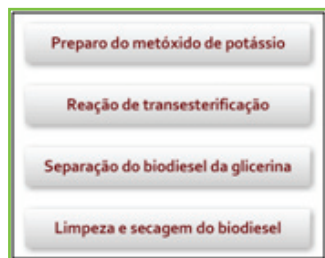 Preparo do metóxido de potássio
Reação de transesterificação
Separação do biodiesel da glicerina
Limpeza e secagem do biodiesel